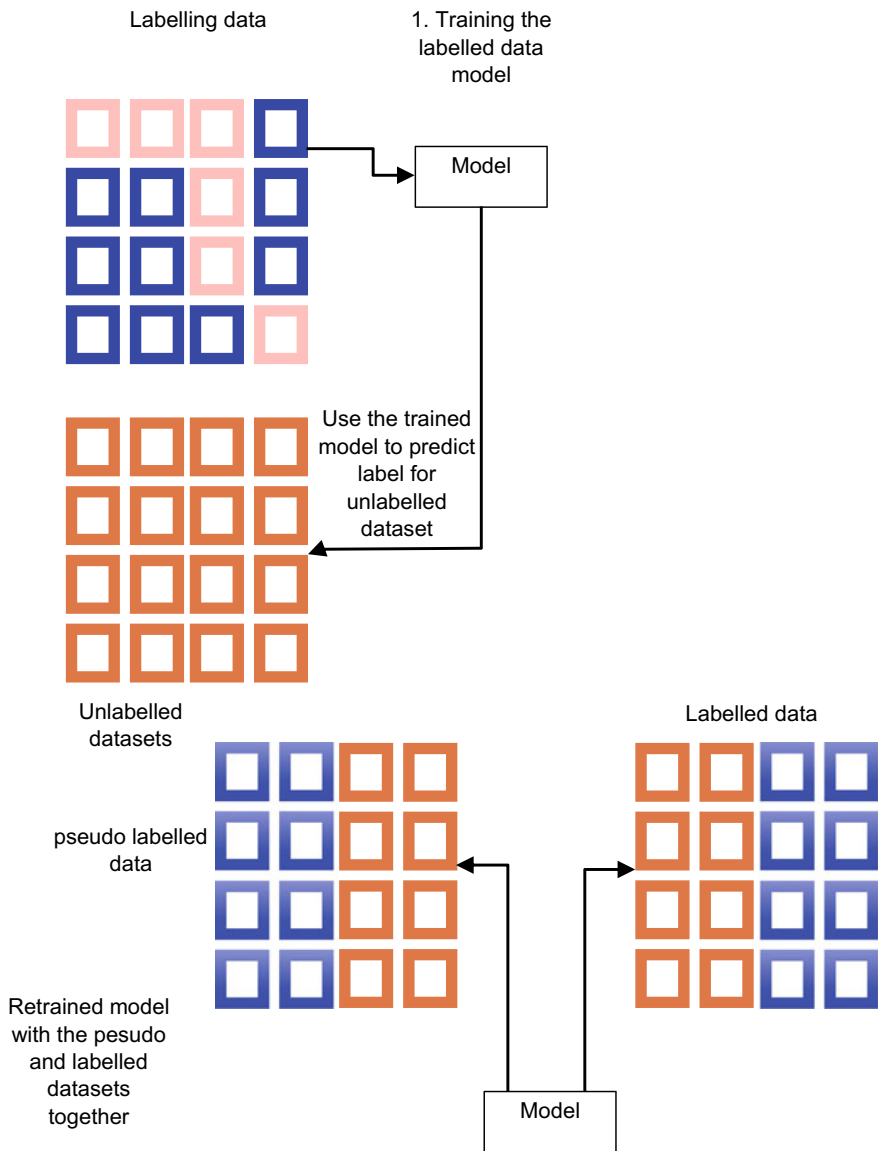 Labelling data
1. Training the
labelled data
model
Model
Use the trained
model to predict
label for
unlabelled
dataset
Unlabelled
datasets
Labelled data
pseudo labelled
data
Retrained model
with the pesudo
and labelled
datasets
together
Model